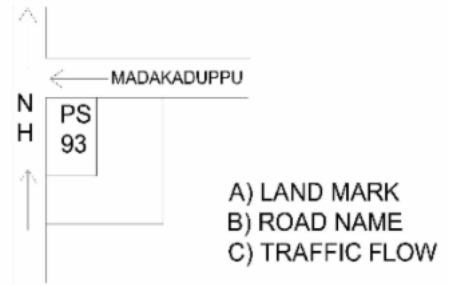 MADAKADUPPU
N
H
PS
93
A) LAND MARK
B) ROAD NAME
C) TRAFFIC FLOW